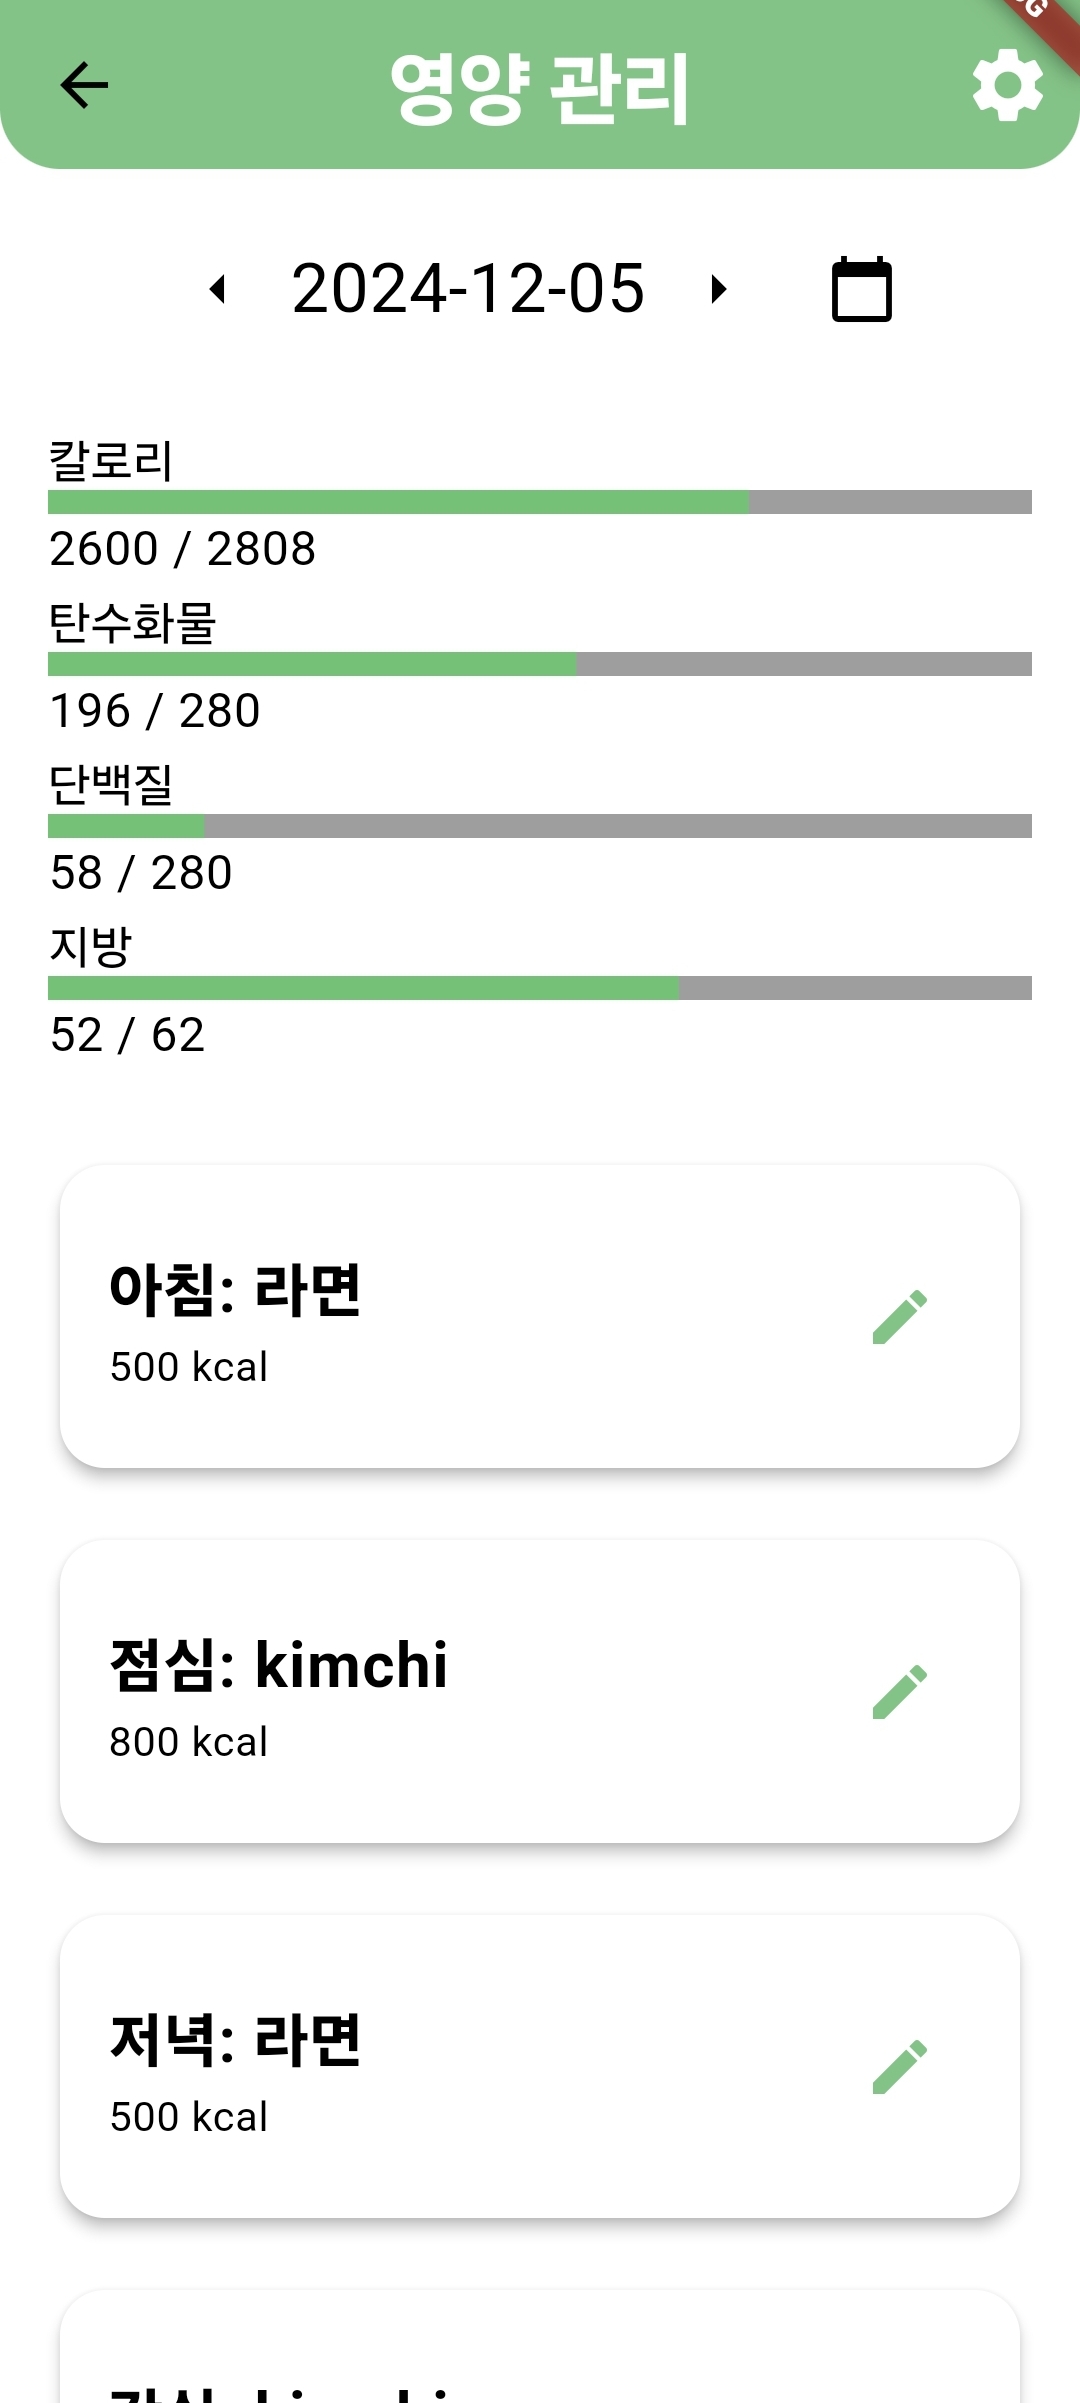 영양 관리
2024-12-05
칼로리
2600 / 2808
탄수화물
196 / 280
단백질
58 / 280
지방
52 / 62
아침: 라면
500 kcal
점심: kimchi
800 kcal
저녁: 라면
500 kcal